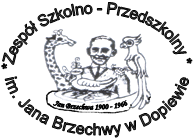 *Zespół Szkolno - Przedszkolny*
Jan Brzechwa 1900 - 1966
im. Jana Brzechwy w Dopiewie